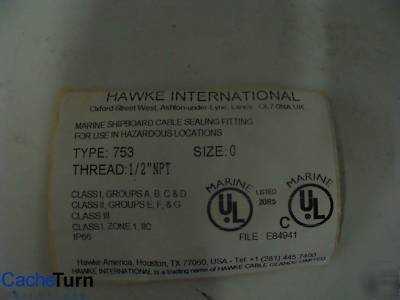 HAWKE INTERNATIONAL
Oxford Street West, Ashton-under-Lyne, Lancs. OL7 0NA UK
MARINE SHIPBOARD CABLE SEALING FITTING
FOR USE IN HAZARDOUS LOCATIONS
TYPE: 753 SIZE: 0
THREAD: 1/2"NPT
CLASS I, GROUPS A, B, C & D
CLASS II, GROUPS E, F, & G
CLASS III
CLASS I, ZONE 1, IIC
IP66
MARINE UL LISTED 2085 MARINE UL C
FILE : E84941
Hawke America, Houston, TX 77060, USA - Tel: +1 (281) 445 7400
HAWKE INTERNATIONAL is a trading name of HAWKE CABLE GLANDS LIMITED
CacheTurn